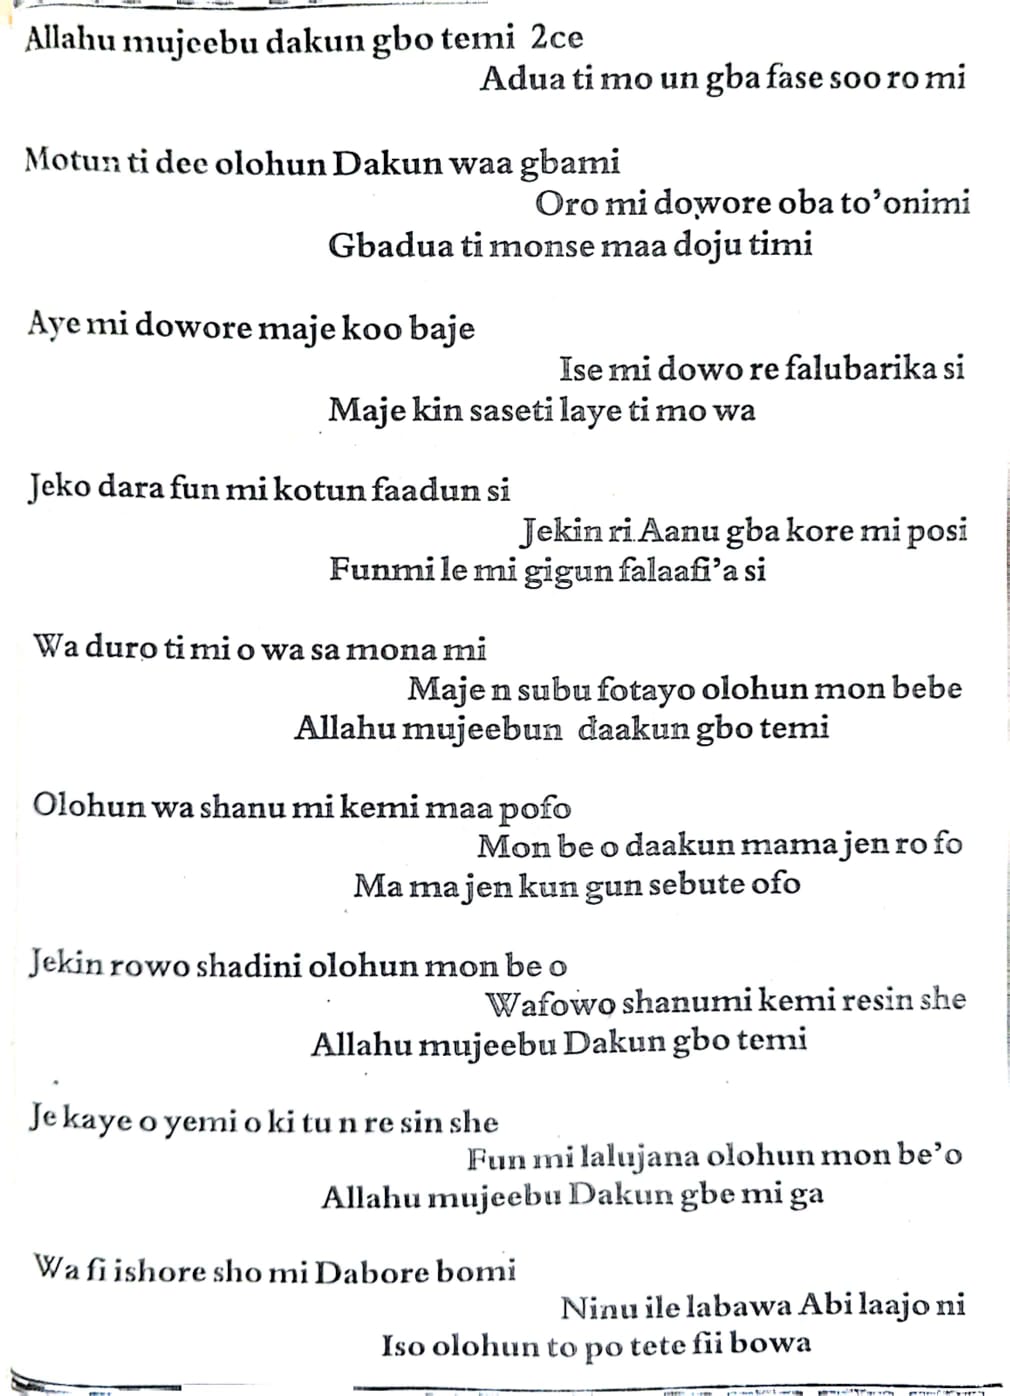 Allahu mujeebu dakun gbo temi 2ce
Adua ti mo un gba fase soo ro mi
Motun ti dee olohun Dakun waa gbami
Oro mi dowore oba to'onimi
Gbadua ti monse maa doju timi
Aye mi dowore maje koo baje
Ise mi dowo re falubarika si
Maje kin saseti laye ti mo wa
Jeko dara fun mi kotun faadun si
Jekin ri Aanu gba kore mi posi
Funmi le mi gigun falaafi'a si
Wa duro ti mi o wa sa mona mi
Maje n subu fotayo olohun mon bebe
Allahu mujeebun daakun gbo temi
Olohun wa shanu mi kemi maa pofo
Mon be o daakun mama jen ro fo
Ma ma jen kun gun sebute ofo
Jekin rowo shadini olohun mon be o
Wafowo shanumi kemi resin she
Allahu mujeebu Dakun gbo temi
Je kaye o yemi o ki tu n re sin she
Fun mi lalujana olohun mon be'o
Allahu mujeebu Dakun gbe mi ga
Wa fi ishore sho mi Dabore bomi
Ninu ile labawa Abi laajo ni
Iso olohun to po tete fii bowa